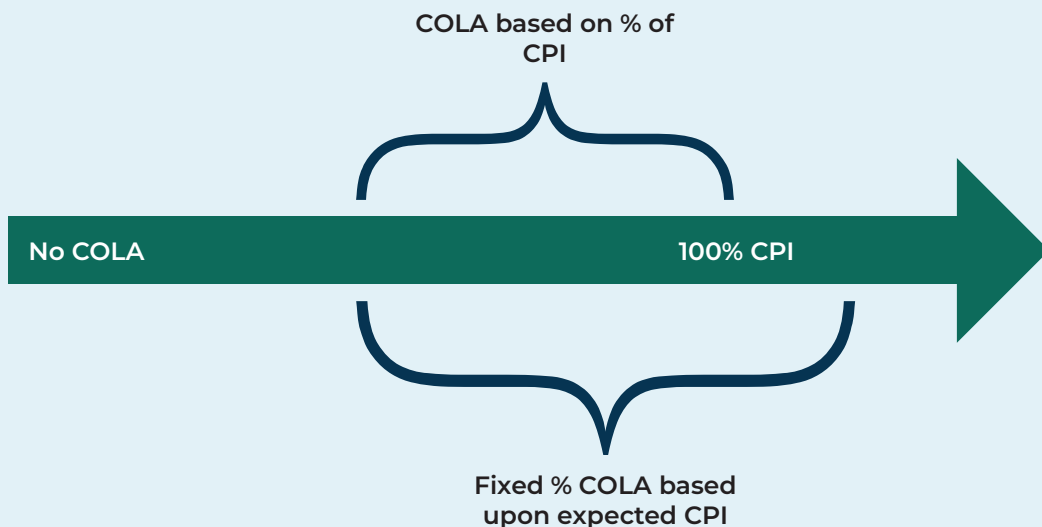 COLA based on % of
CPI
No COLA
100% CPI
Fixed % COLA based
upon expected CPI